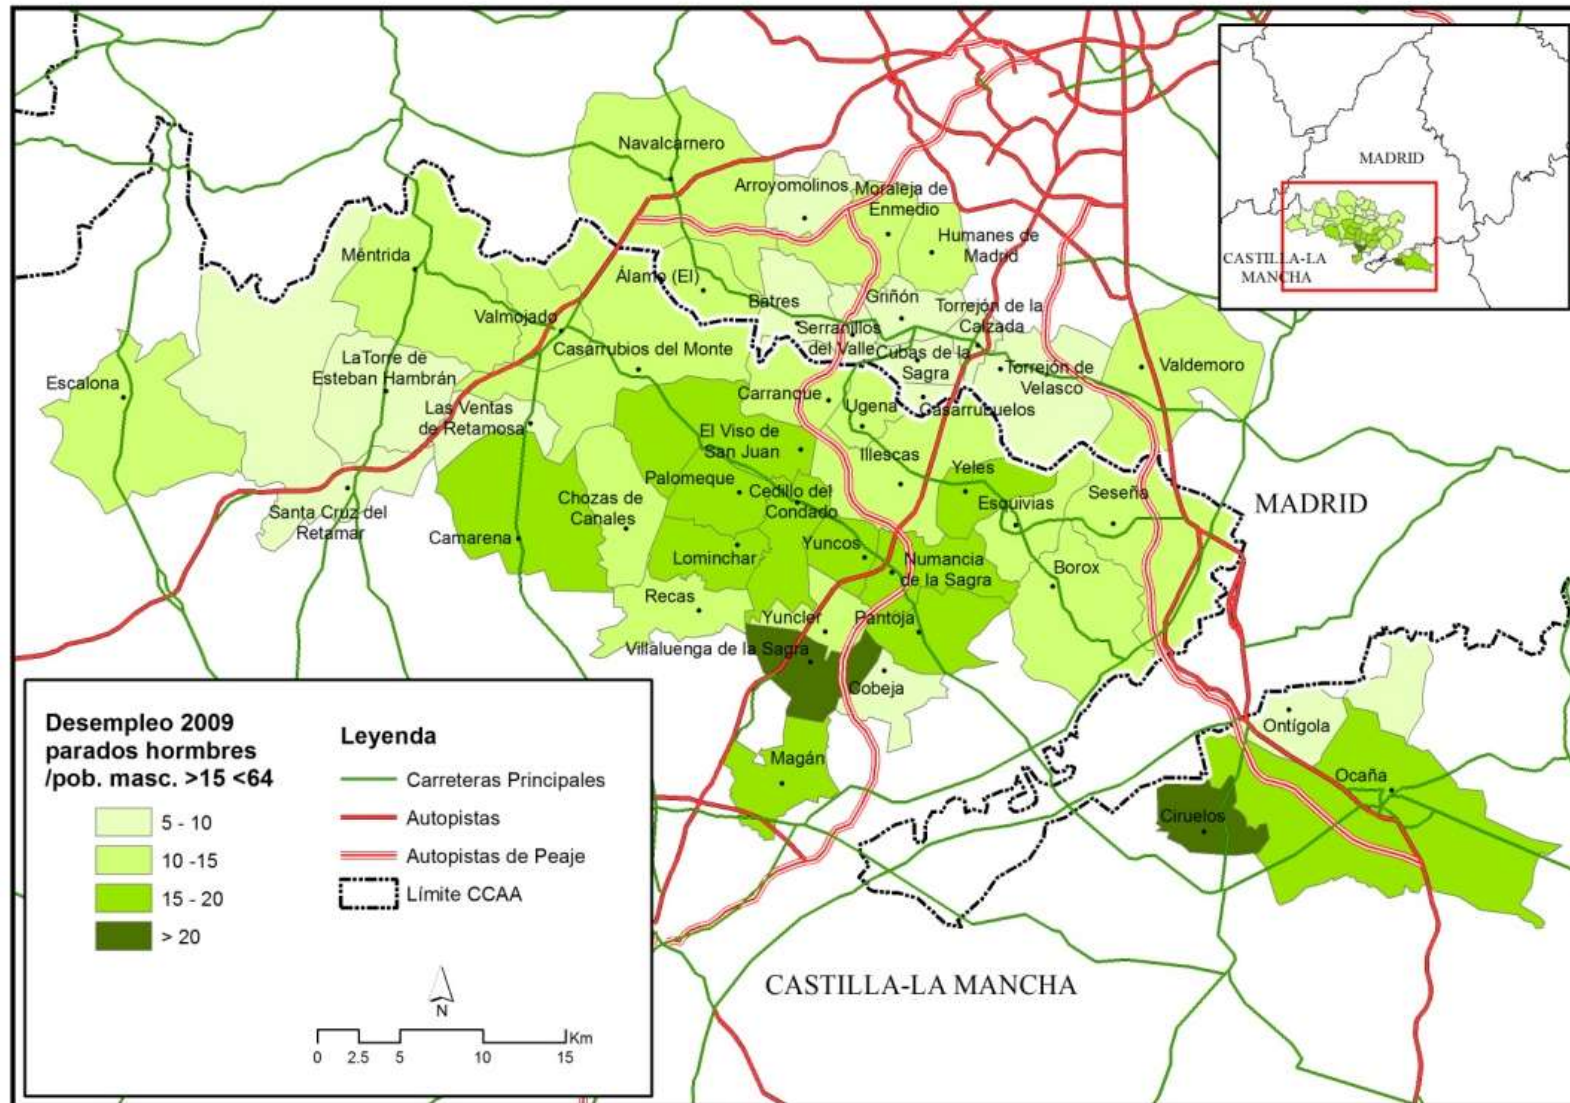 MADRID
CASTILLA-LA
MANCHA
Navalcarnero
Arroyomolinos
Moraleja de
Enmedio
Humanes de
Madrid
Méntrida
Álamo (El)
Batres
Griñón
Torrejón de la
Calzada
Serranillos
del Valle
Cubas de la
Sagra
Valmojado
Casarrubios del Monte
LaTorre de
Esteban Hambrán
Escalona
Torrejón de
Velasco
Valdemoro
Carranque
Ugena
Casarrubuelos
Las Ventas
de Retamosa
El Viso de
San Juan
Illescas
Yeles
Palomeque
Cedillo del
Condado
Esquivias
Seseña
Chozas de
Canales
Santa Cruz del
Retamar
Camarena
Lominchar
Yuncos
Numancia
de la Sagra
Borox
Recas
Yuncler
Pantoja
Villaluenga de la Sagra
Cobeja
Magán
Ontígola
Ocaña
Ciruelos
MADRID
CASTILLA-LA MANCHA
Desempleo 2009
parados hormbres
/pob. masc. >15 <64
5 - 10
10 -15
15 - 20
> 20
Leyenda
Carreteras Principales
Autopistas
Autopistas de Peaje
Límite CCAA
N
Km
0 2.5 5 10 15